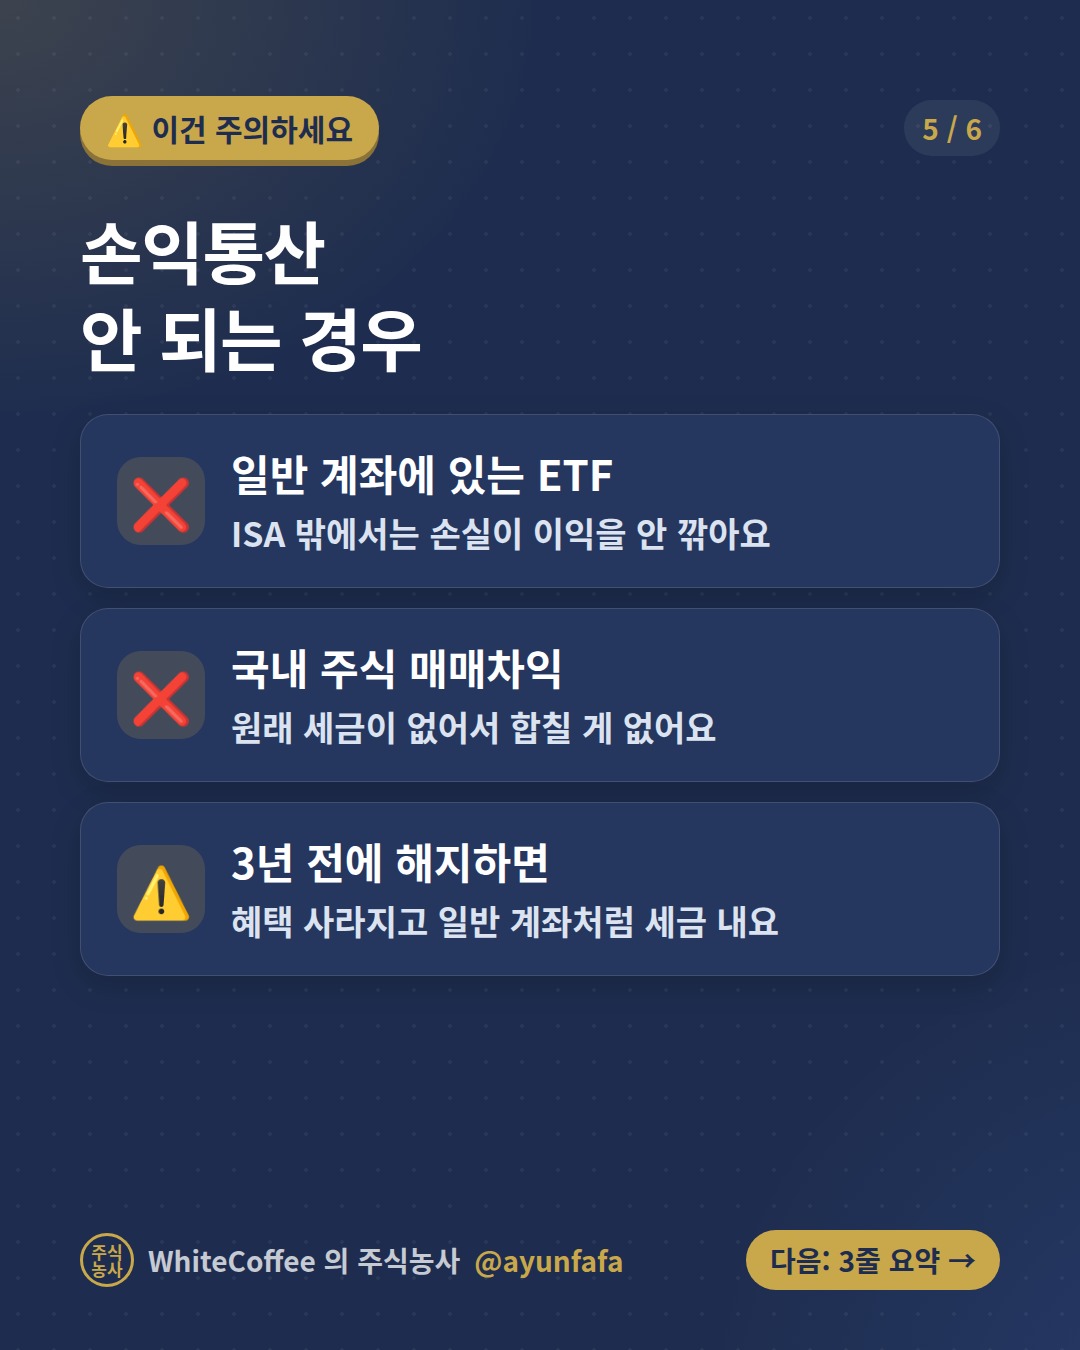 ⚠️ 이건 주의하세요
5 / 6
손익통산
안 되는 경우
❌ 일반 계좌에 있는 ETF
ISA 밖에서는 손실이 이익을 안 깎아요
❌ 국내 주식 매매차익
원래 세금이 없어서 합칠 게 없어요
⚠️ 3년 전에 해지하면
혜택 사라지고 일반 계좌처럼 세금 내요
주식
농사
WhiteCoffee 의 주식농사 @ayunfafa
다음: 3줄 요약 →